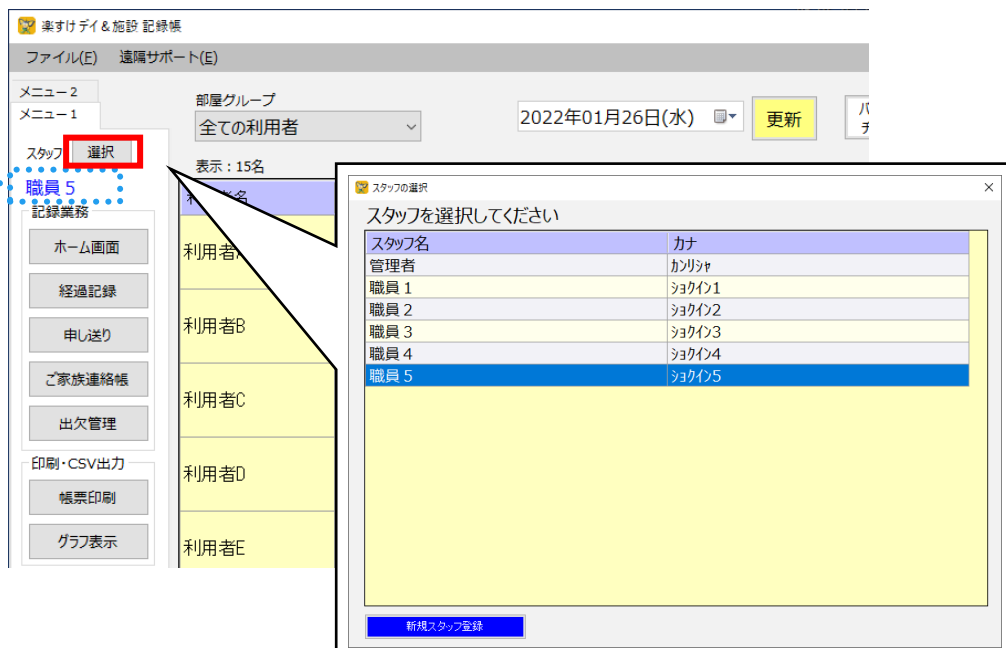 楽すけ デイ & 施設 記録帳
ファイル(F) 遠隔サポート(E)
メニュー2
メニュー1
部屋グループ
全ての利用者
2022年01月26日(水)
更新
スタッフ
選択
表示：15名
職員５
記録業務
ホーム画面
経過記録
申し送り
ご家族連絡帳
出欠管理
印刷・CSV出力
帳票印刷
グラフ表示
利用者B
利用者C
利用者D
利用者E
スタッフの選択
スタッフを選択してください
スタッフ名 カナ
管理者 ｶﾝﾘｼｬ
職員１ ｼｮｸｲﾝ1
職員２ ｼｮｸｲﾝ2
職員３ ｼｮｸｲﾝ3
職員４ ｼｮｸｲﾝ4
職員５ ｼｮｸｲﾝ5
新規スタッフ登録